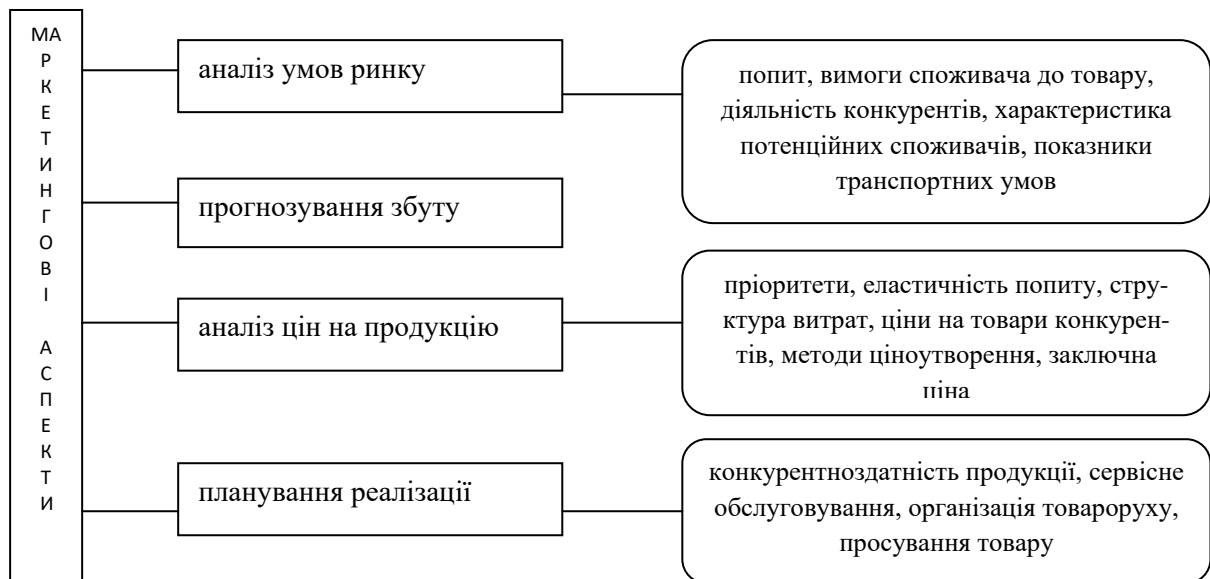 МА
Р
К
Е
Т
И
Н
Г
О
В
І
А
С
П
Е
К
Т
И
аналіз умов ринку
попит, вимоги споживача до товару,
діяльність конкурентів, характеристика
потенційних споживачів, показники
транспортних умов
прогнозування збуту
аналіз цін на продукцію
пріоритети, еластичність попиту, стру-
ктура витрат, ціни на товари конкурен-
тів, методи ціноутворення, заключна
ціна
планування реалізації
конкурентноздатність продукції, сервісне
обслуговування, організація товароруху,
просування товару